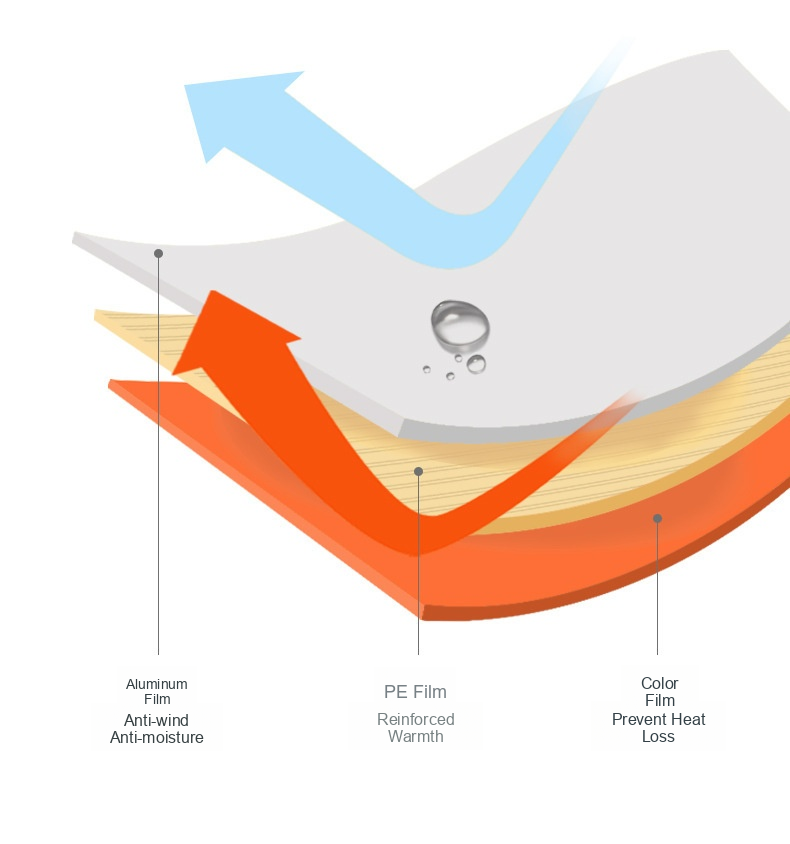 Aluminum
Film
Anti-wind
Anti-moisture
PE Film
Reinforced
Warmth
Color
Film
Prevent Heat
Loss